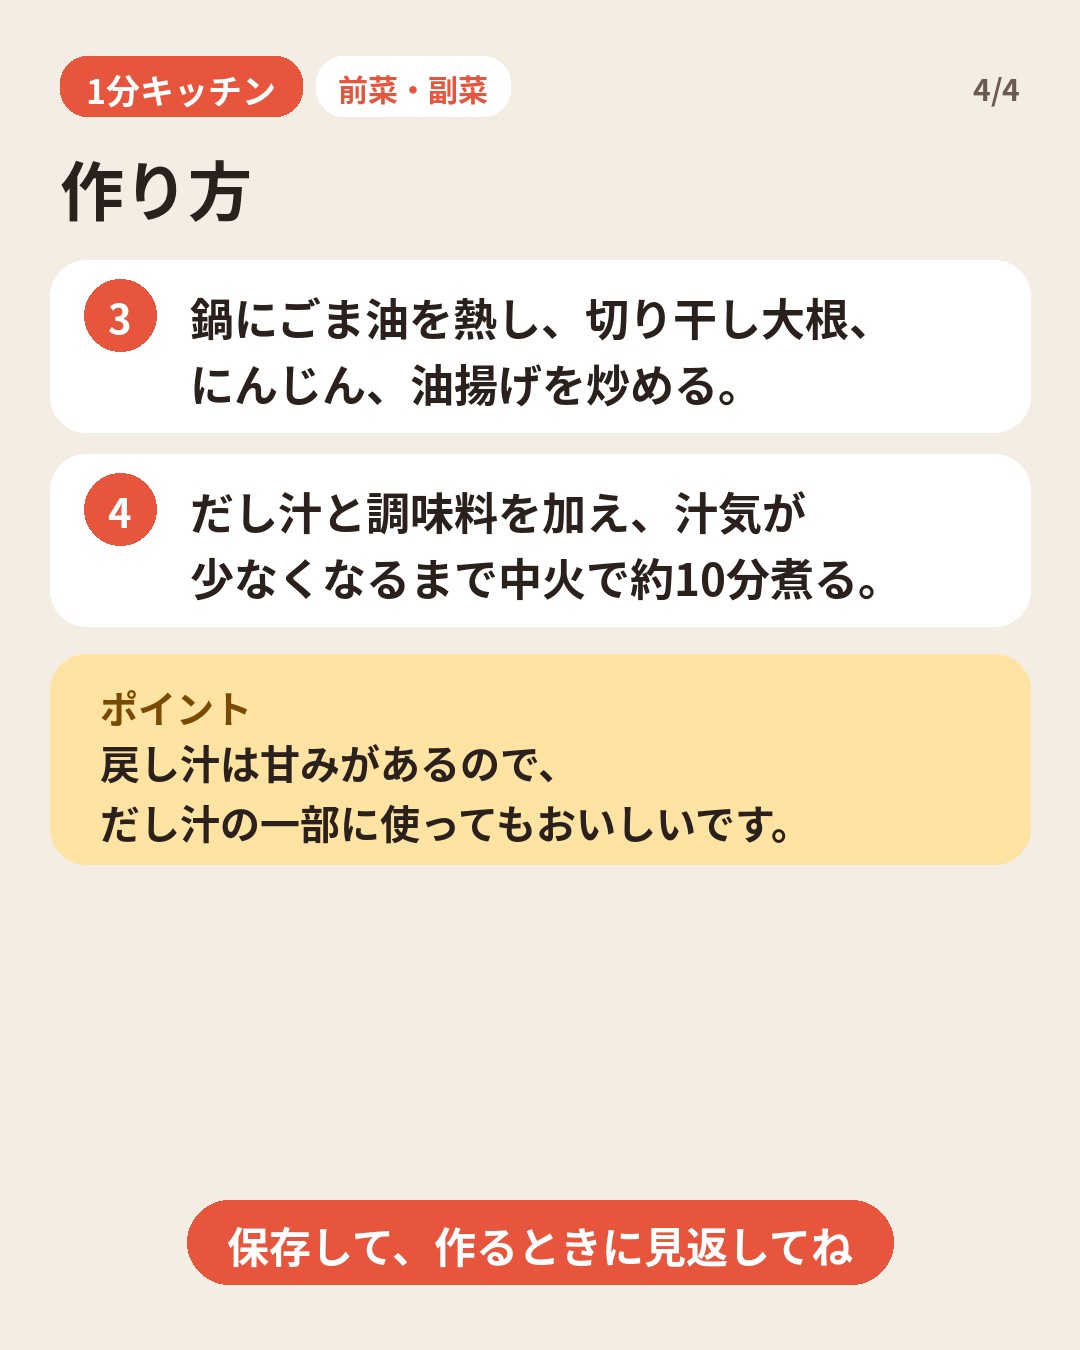 1分キッチン
前菜・副菜
4/4
作り方
3
鍋にごま油を熱し、切り干し大根、
にんじん、油揚げを炒める。
4
だし汁と調味料を加え、汁気が
少なくなるまで中火で約10分煮る。
ポイント
戻し汁は甘みがあるので、
だし汁の一部に使ってもおいしいです。
保存して、作るときに見返してね